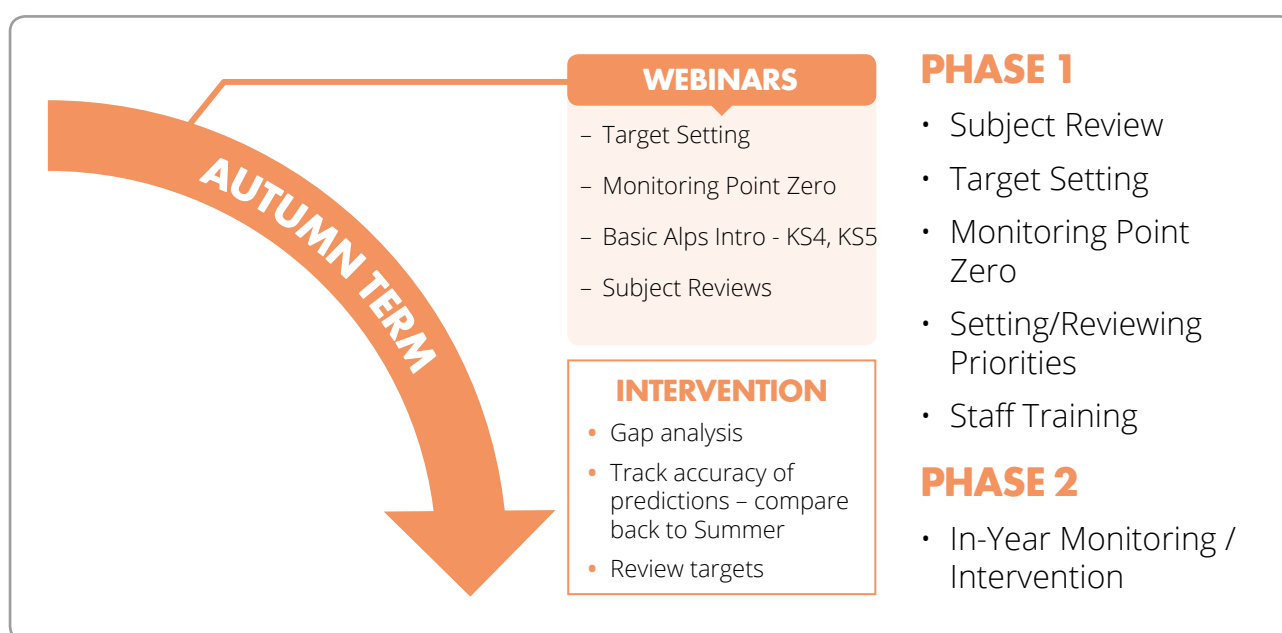 AUTUMN TERM
WEBINARS
– Target Setting
– Monitoring Point Zero
– Basic Alps Intro - KS4, KS5
– Subject Reviews
INTERVENTION
• Gap analysis
• Track accuracy of
predictions – compare
back to Summer
• Review targets
PHASE 1
• Subject Review
• Target Setting
• Monitoring Point
Zero
• Setting/Reviewing
Priorities
• Staff Training
PHASE 2
• In-Year Monitoring /
Intervention